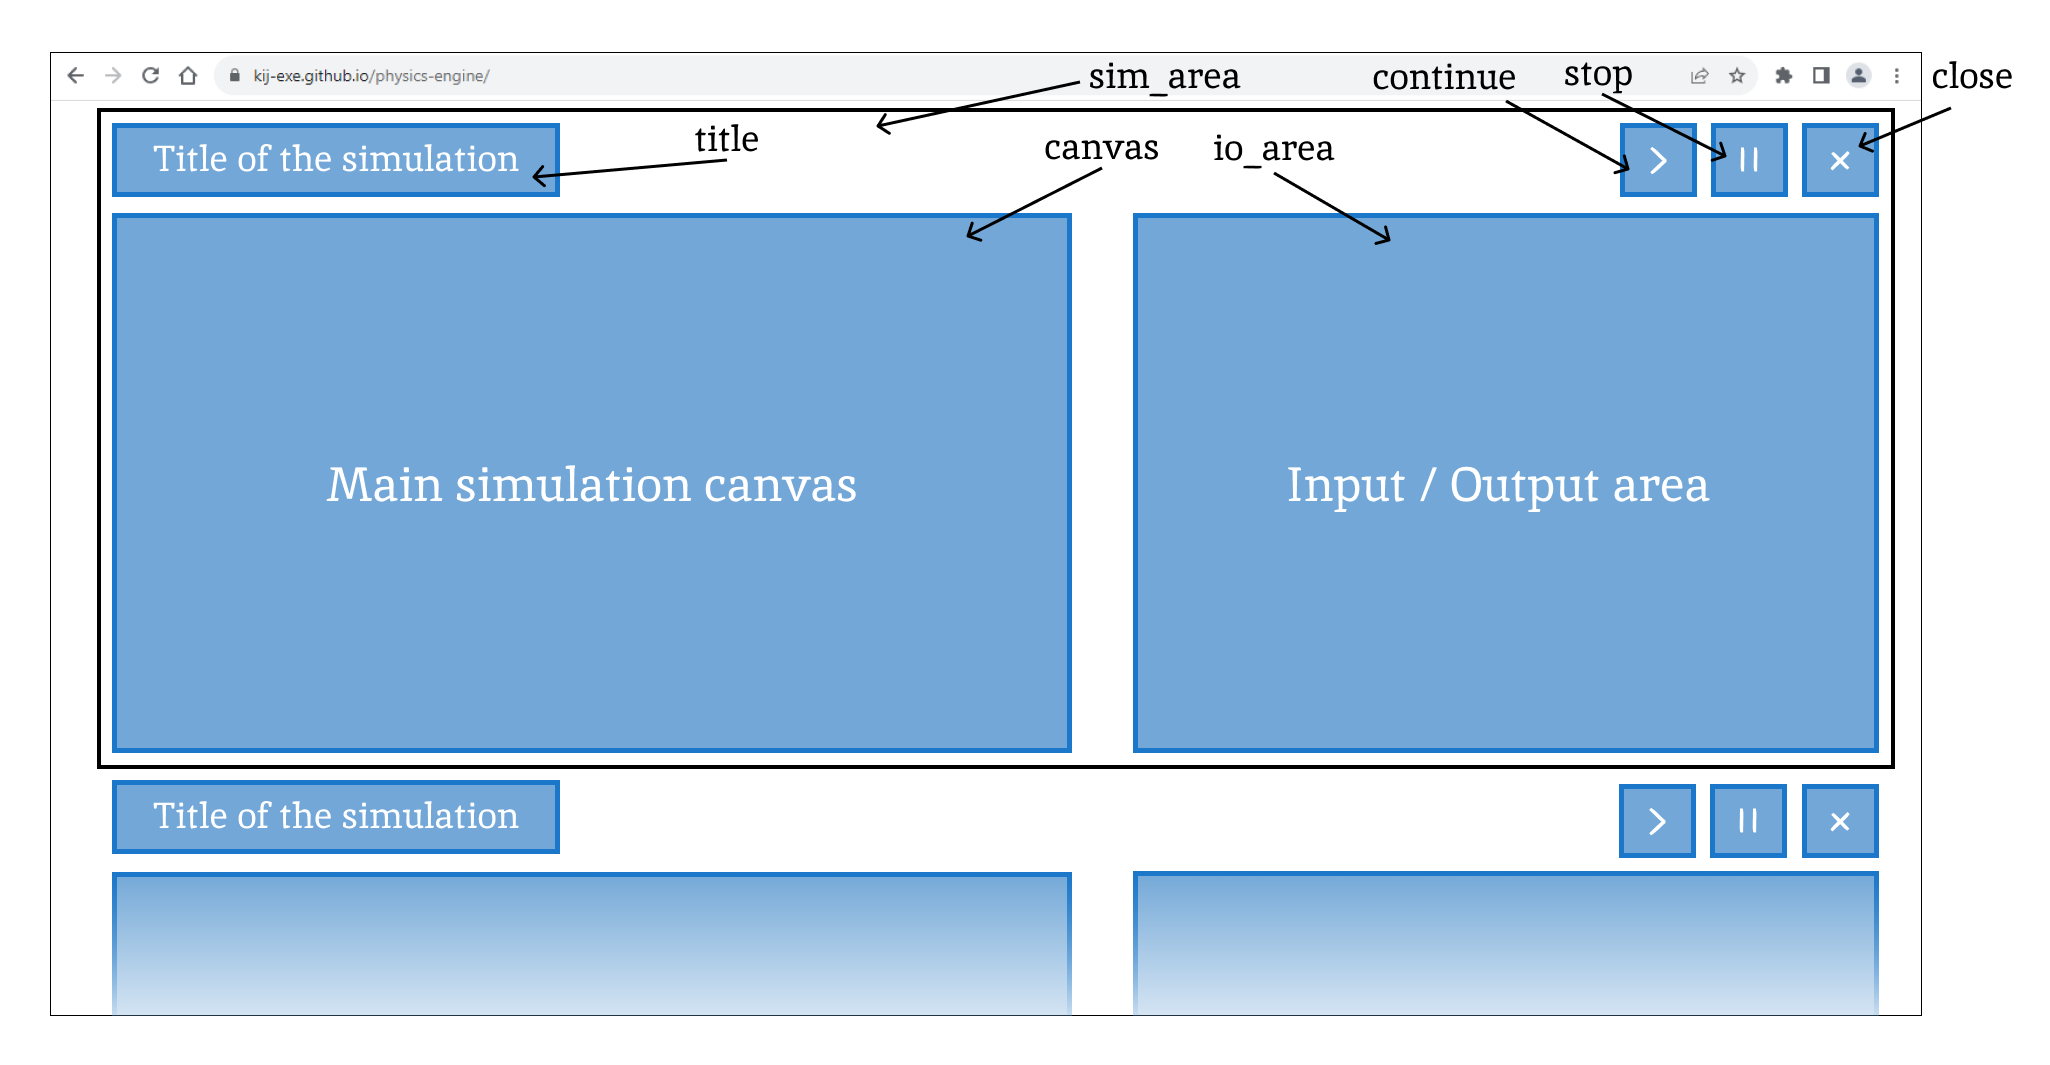 kij-exe.github.io/physics-engine/
sim_area
continue
stop
close
title
canvas
io_area
Title of the simulation
Main simulation canvas
Input / Output area
Title of the simulation